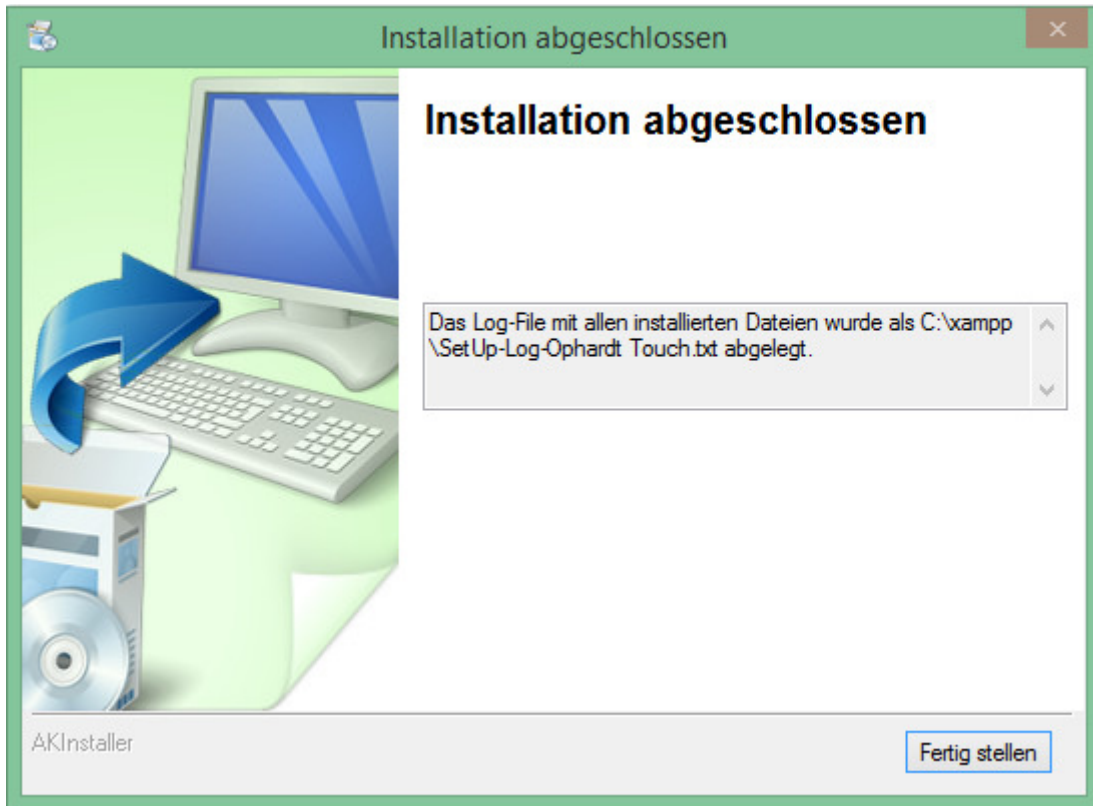 Installation abgeschlossen
Installation abgeschlossen
Das Log-File mit allen installierten Dateien wurde als C:\xampp
\SetUp-Log-Ophardt Touch.txt abgelegt.
AKInstaller
Fertig stellen